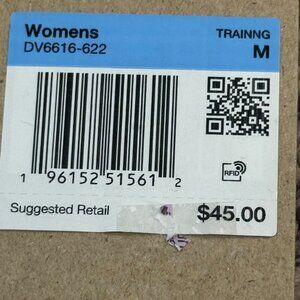 Womens TRAINNG
DV6616-622 M
RFID
1 96152 51561 2
Suggested Retail $45.00